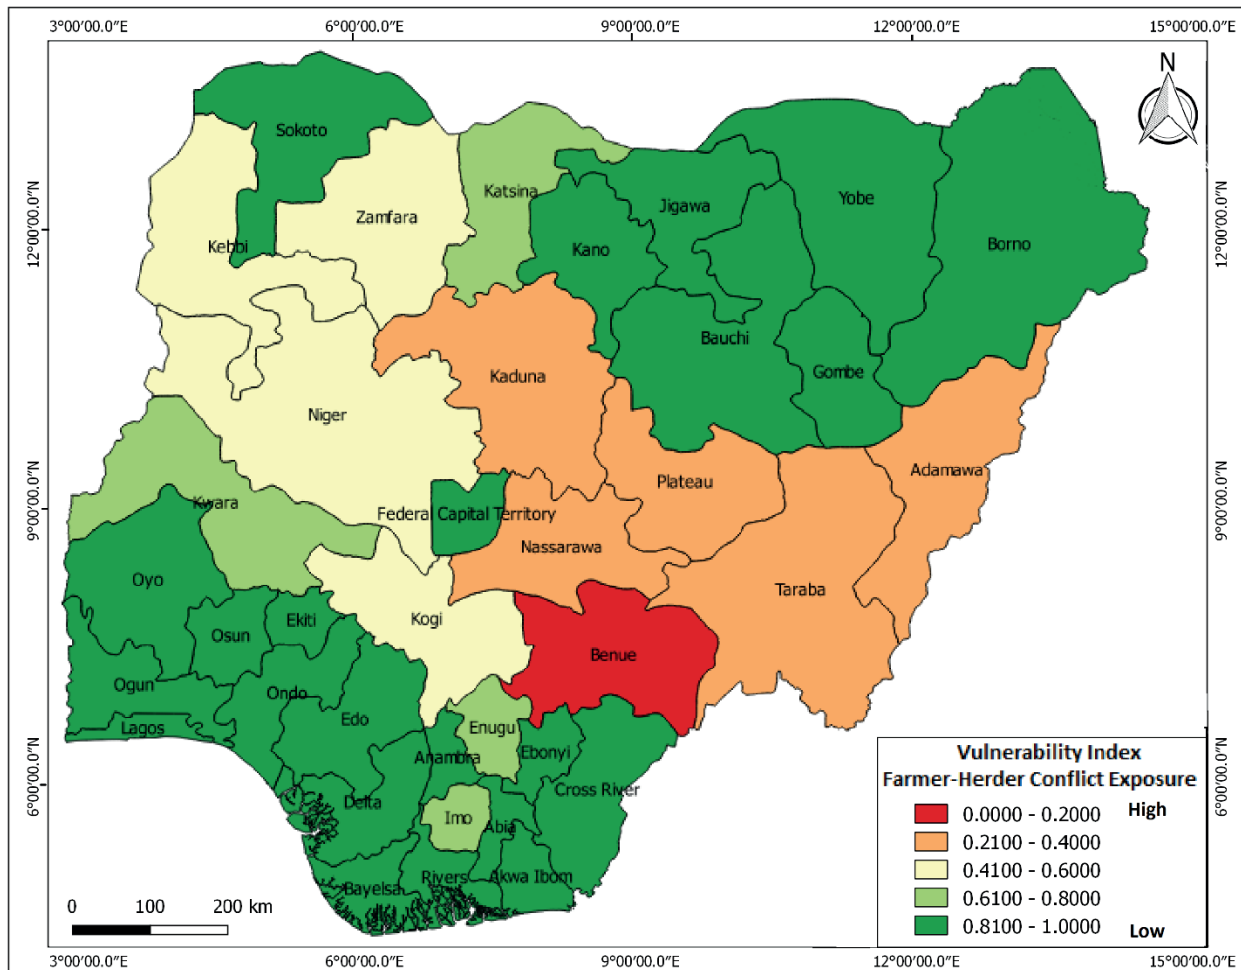 3°00′00.0″E 6°00′00.0″E 9°00′00.0″E 12°00′00.0″E 15°00′00.0″E
N
12°00′00.0″N
9°00′00.0″N
6°00′00.0″N
12°00′00.0″N
9°00′00.0″N
6°00′00.0″N
Sokoto
Katsina
Zamfara
Jigawa
Yobe
Kebbi
Kano
Borno
Bauchi
Kaduna
Gombe
Niger
Adamawa
Plateau
Kwara
Federal Capital Territory
Nassarawa
Oyo
Taraba
Kogi
Ekiti
Osun
Benue
Ogun
Ondo
Edo
Lagos
Enugu
Anambra
Ebonyi
Cross River
Delta
Imo
Abia
Rivers
Akwa Ibom
Bayelsa
Vulnerability Index
Farmer-Herder Conflict Exposure
0.0000 - 0.2000 High
0.2100 - 0.4000
0.4100 - 0.6000
0.6100 - 0.8000
0.8100 - 1.0000 Low
0 100 200 km
3°00′00.0″E 6°00′00.0″E 9°00′00.0″E 12°00′00.0″E 15°00′00.0″E